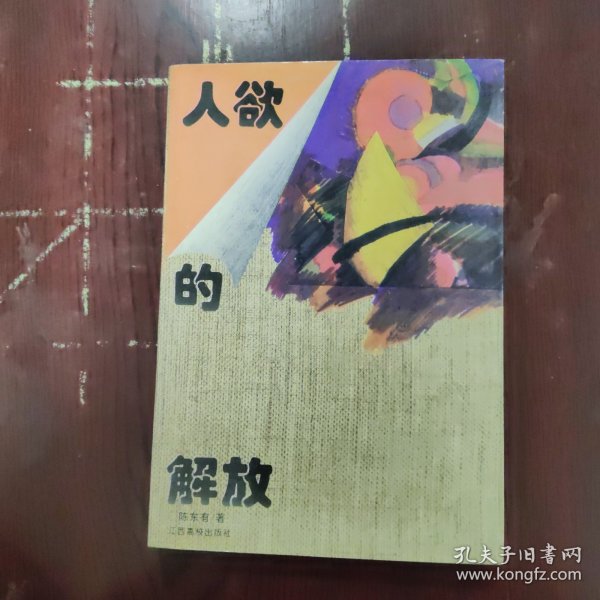 人欲
的
解放
陈东有 著
江西高校出版社
孔夫子旧书网
www.kongfz.com